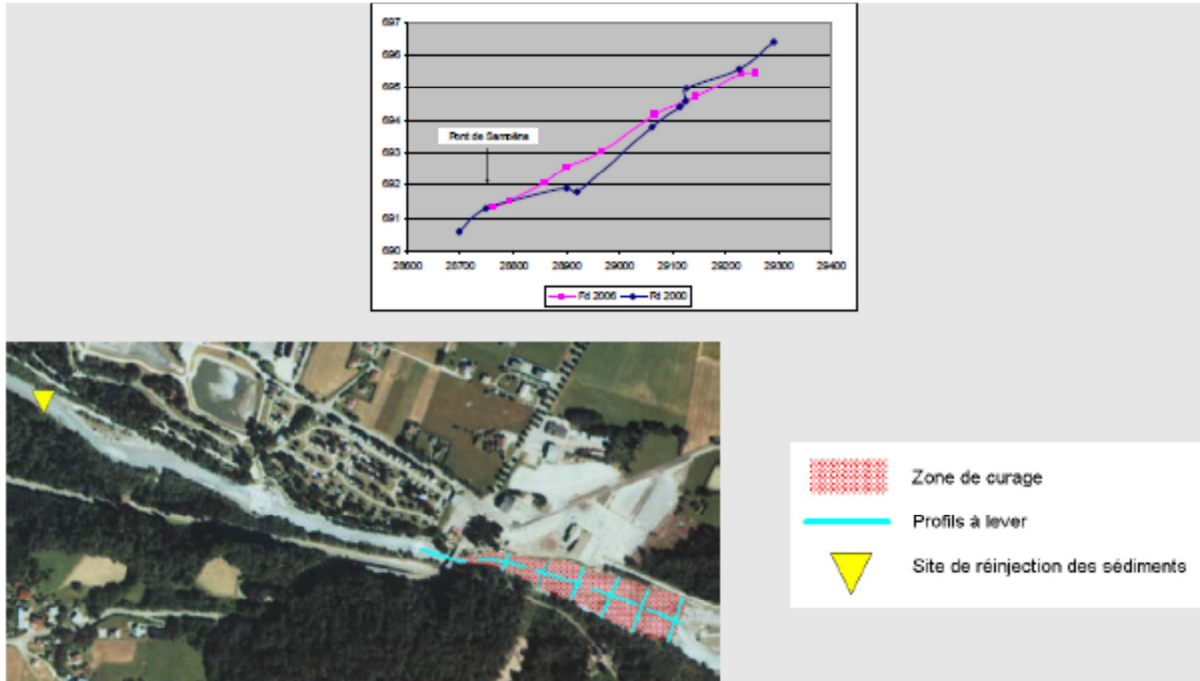 697
696
695
694
693
692
691
690
Pont de Samplina
28600 28700 28800 28900 29000 29100 29200 29300 29400
Fd 2006 Fd 2000
Zone de curage
Profils à lever
Site de réinjection des sédiments